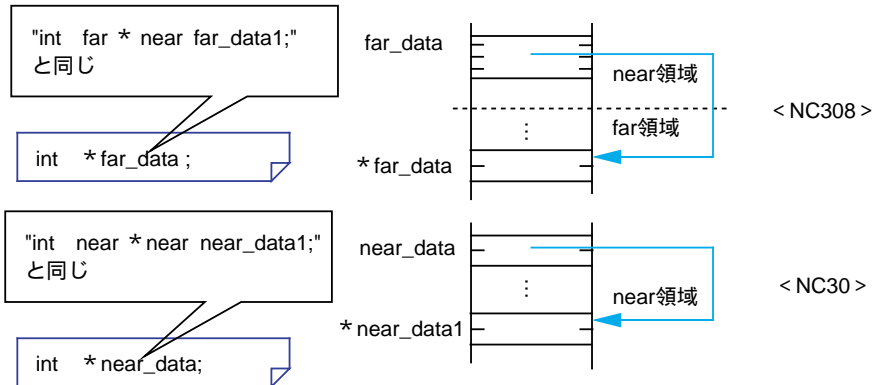 "int far * near far_data1;"
と同じ
int * far_data ;
far_data
near領域
far領域
⋮
* far_data
< NC308 >
"int near * near near_data1;"
と同じ
int * near_data;
near_data
⋮
near領域
* near_data1
< NC30 >